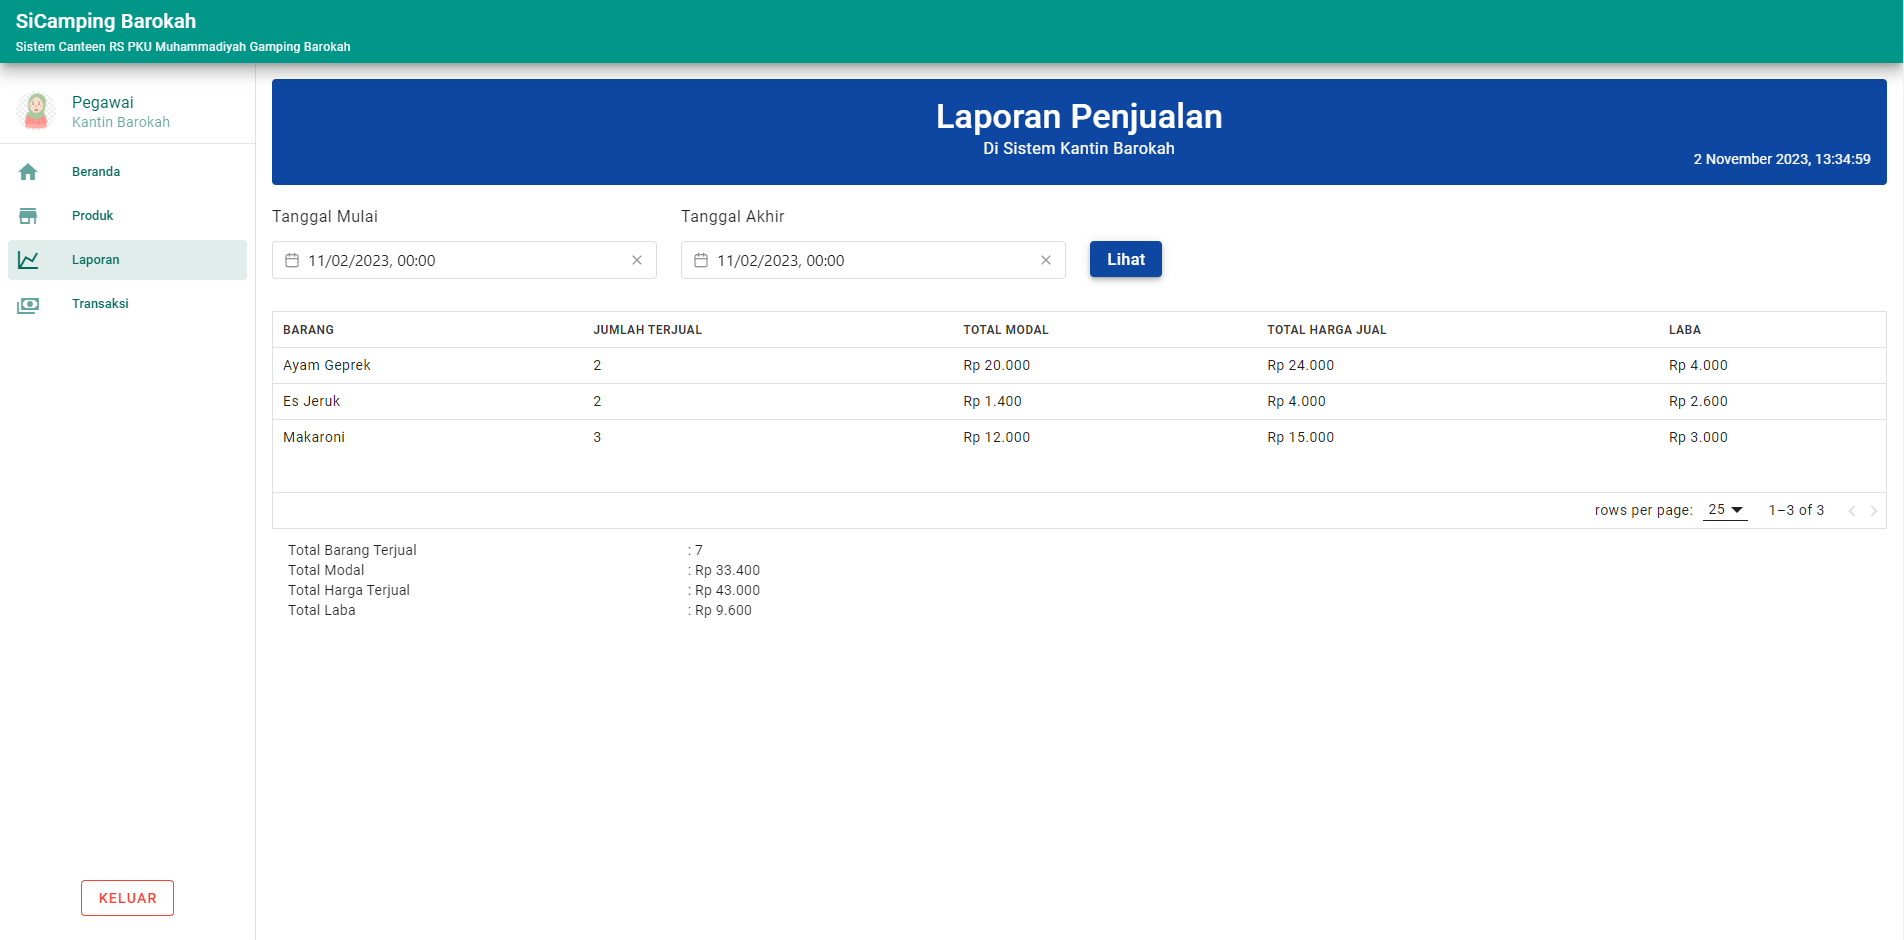 SiCamping Barokah
Sistem Canteen RS PKU Muhammadiyah Gamping Barokah
Pegawai
Kantin Barokah
Beranda
Produk
Laporan
Transaksi
KELUAR
Laporan Penjualan
Di Sistem Kantin Barokah
2 November 2023, 13:34:59
Tanggal Mulai Tanggal Akhir
11/02/2023, 00:00 11/02/2023, 00:00 Lihat
BARANG JUMLAH TERJUAL TOTAL MODAL TOTAL HARGA JUAL LABA
Ayam Geprek 2 Rp 20.000 Rp 24.000 Rp 4.000
Es Jeruk 2 Rp 1.400 Rp 4.000 Rp 2.600
Makaroni 3 Rp 12.000 Rp 15.000 Rp 3.000
rows per page: 25 1–3 of 3
Total Barang Terjual : 7
Total Modal : Rp 33.400
Total Harga Terjual : Rp 43.000
Total Laba : Rp 9.600